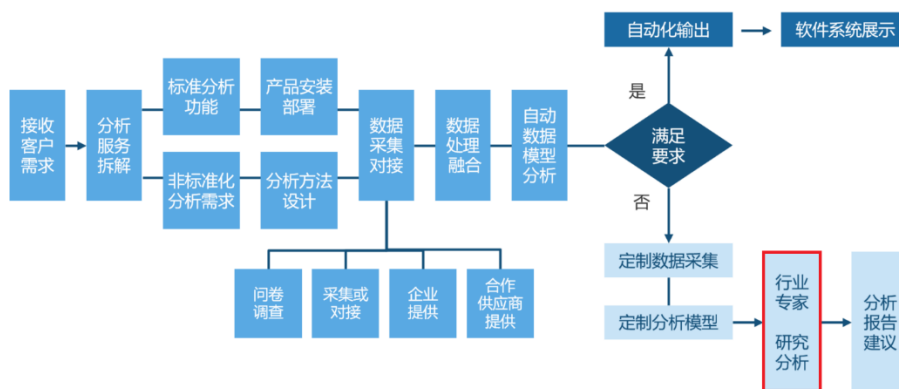 接收
客户
需求
分析
服务
拆解
标准分析
功能
产品安装
部署
非标准化
分析需求
分析方法
设计
数据
采集
对接
数据
处理
融合
自动
数据
模型
分析
满足
要求
是
自动化输出
软件系统展示
否
定制数据采集
定制分析模型
行业
专家
研究
分析
分析
报告
建议
问卷
调查
采集或
对接
企业
提供
合作
供应商
提供